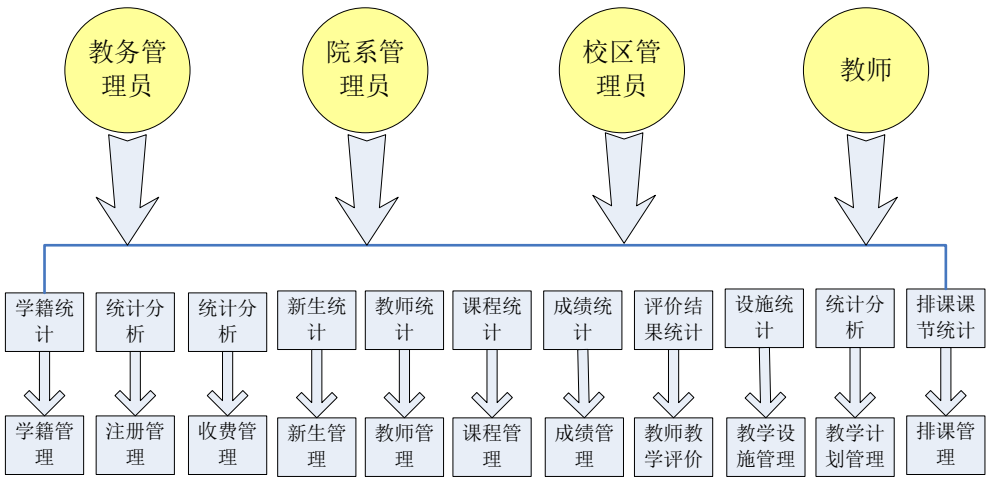 教务管
理员
院系管
理员
校区管
理员
教师
学籍统
计
统计分
析
统计分
析
新生统
计
教师统
计
课程统
计
成绩统
计
评价结
果统计
设施统
计
统计分
析
排课课
节统计
学籍管
理
注册管
理
收费管
理
新生管
理
教师管
理
课程管
理
成绩管
理
教师教
学评价
教学设
施管理
教学计
划管理
排课管
理